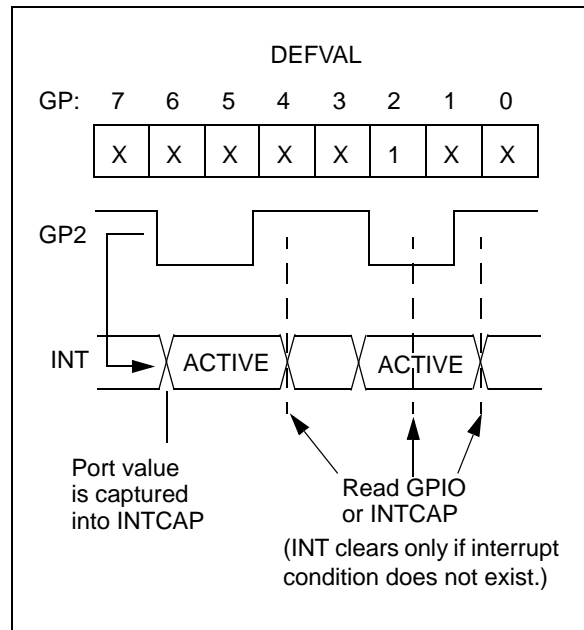 DEFVAL
GP: 7 6 5 4 3 2 1 0
X X X X X 1 X X
GP2
INT ACTIVE ACTIVE
Port value
is captured
into INTCAP
Read GPIO
or INTCAP
(INT clears only if interrupt
condition does not exist.)